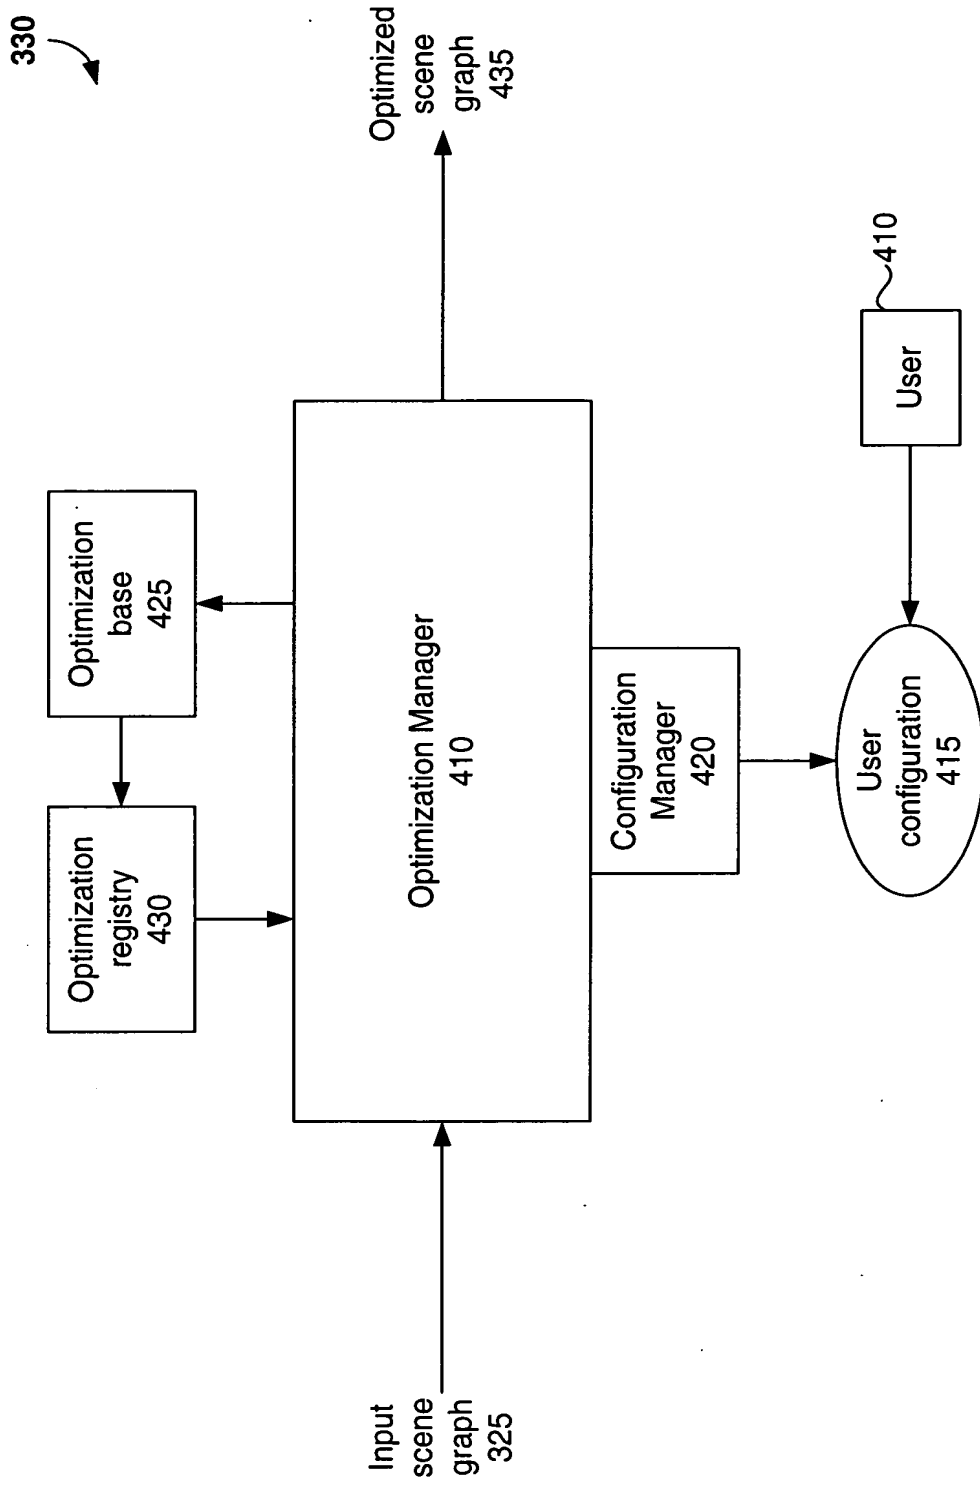 330
Optimization
registry
430
Optimization
base
425
Input
scene
graph
325
Optimization Manager
410
Optimized
scene
graph
435
Configuration
Manager
420
User
configuration
415
User
410